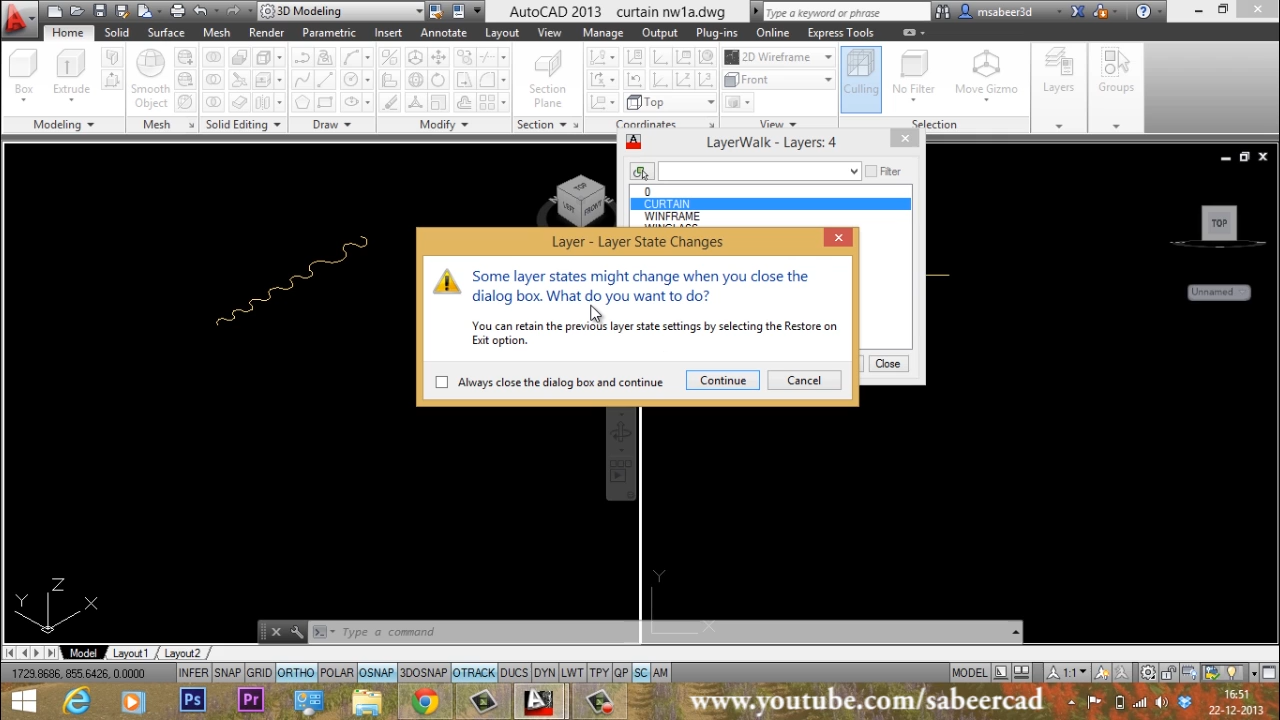 3D Modeling
AutoCAD 2013 curtain nw1a.dwg
Type a keyword or phrase
msabeer3d
Home Solid Surface Mesh Render Parametric Insert Annotate Layout View Manage Output Plug-ins Online Express Tools
Box
Extrude
Smooth Object
Section Plane
2D Wireframe
Front
Top
Culling
No Filter
Move Gizmo
Layers
Groups
Modeling Mesh Solid Editing Draw Modify Section Coordinates View Selection
LayerWalk - Layers: 4
Filter
0
CURTAIN
WINFRAME
WINGLASS
Close
TOP
LEFT
FRONT
TOP
Unnamed
Layer - Layer State Changes
Some layer states might change when you close the
dialog box. What do you want to do?
You can retain the previous layer state settings by selecting the Restore on
Exit option.
Always close the dialog box and continue
Continue
Cancel
Z
Y
X
Y
X
Type a command
Model Layout1 Layout2
1729.8686, 855.6426, 0.0000
INFER SNAP GRID ORTHO POLAR OSNAP 3DOSNAP OTRACK DUCS DYN LWT TPY QP SC AM
MODEL
1:1
Ps
Pr
www.youtube.com/sabeercad
16:51
22-12-2013